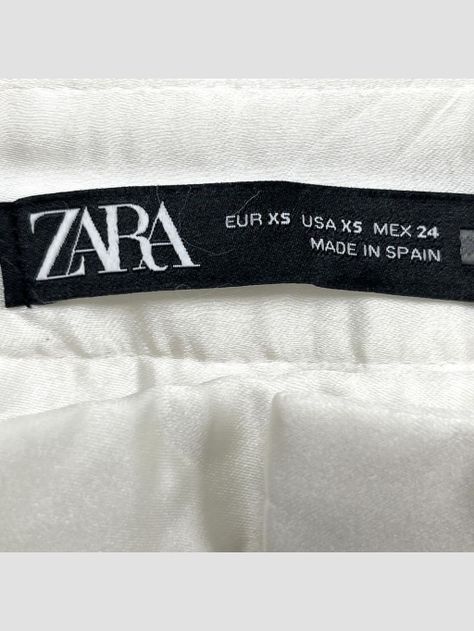 ZARA
EUR XS USA XS MEX 24
MADE IN SPAIN